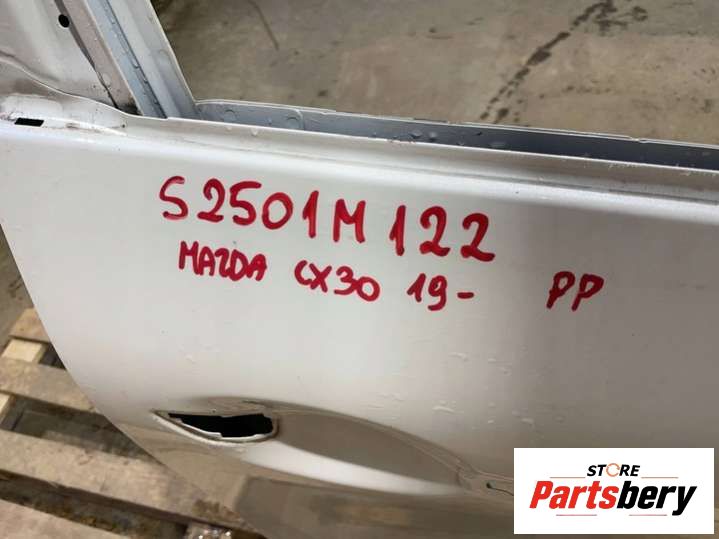 S2501M122
MAZDA CX30 19- PP
STORE
Partsbery